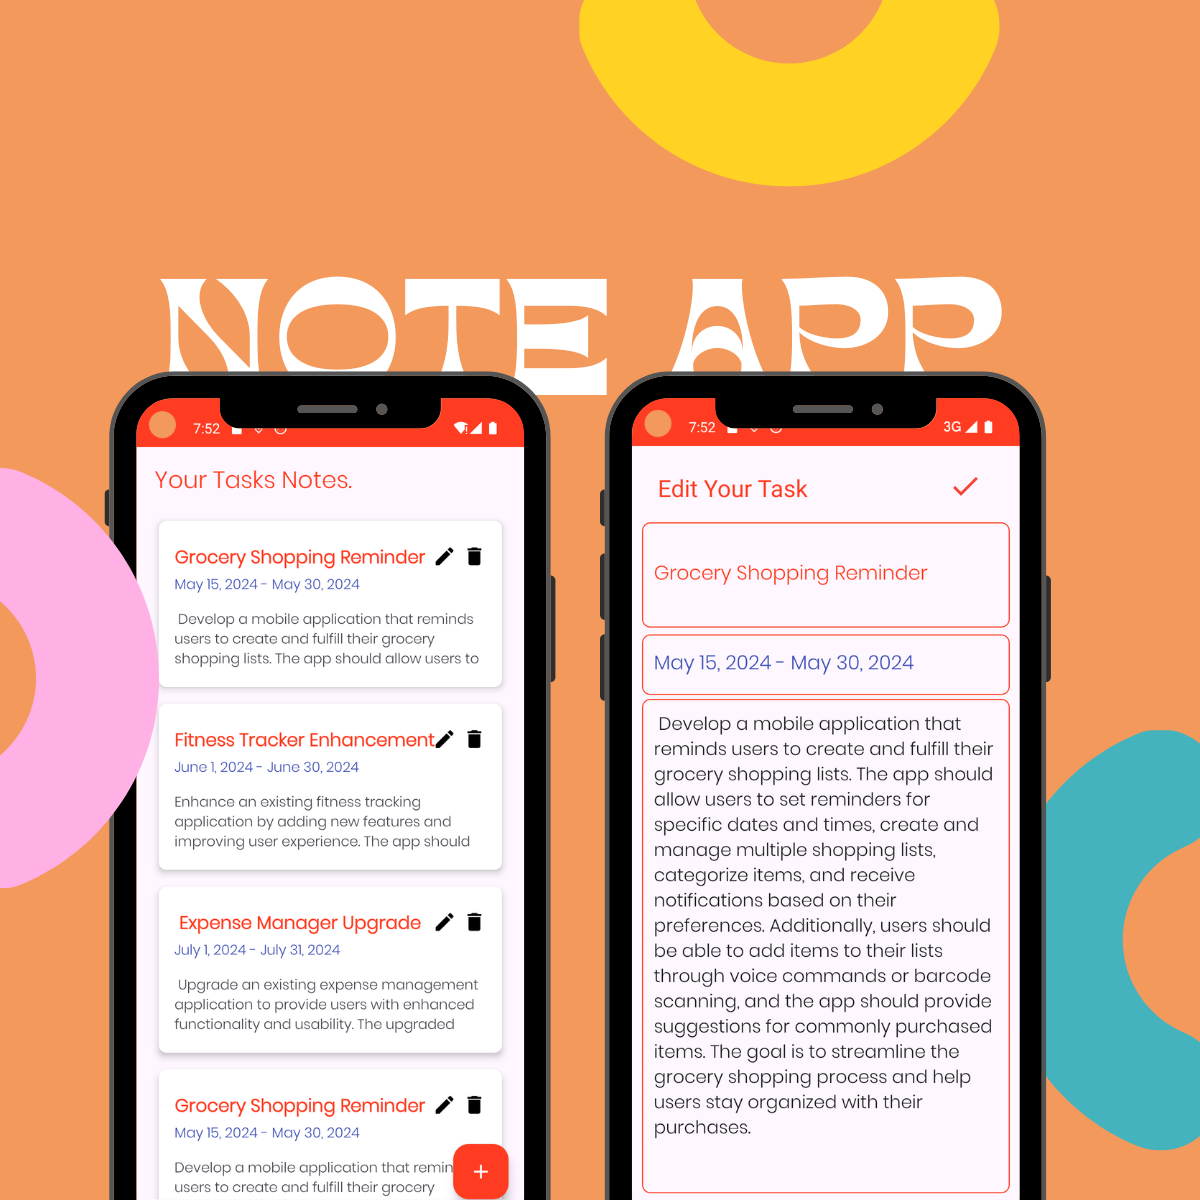 NOTE APP
7:52
Your Tasks Notes.
Grocery Shopping Reminder
May 15, 2024 - May 30, 2024
Develop a mobile application that reminds
users to create and fulfill their grocery
shopping lists. The app should allow users to
Fitness Tracker Enhancement
June 1, 2024 - June 30, 2024
Enhance an existing fitness tracking
application by adding new features and
improving user experience. The app should
Expense Manager Upgrade
July 1, 2024 - July 31, 2024
Upgrade an existing expense management
application to provide users with enhanced
functionality and usability. The upgraded
Grocery Shopping Reminder
May 15, 2024 - May 30, 2024
Develop a mobile application that remin
users to create and fulfill their grocery
+
7:52 3G
Edit Your Task
Grocery Shopping Reminder
May 15, 2024 - May 30, 2024
Develop a mobile application that
reminds users to create and fulfill their
grocery shopping lists. The app should
allow users to set reminders for
specific dates and times, create and
manage multiple shopping lists,
categorize items, and receive
notifications based on their
preferences. Additionally, users should
be able to add items to their lists
through voice commands or barcode
scanning, and the app should provide
suggestions for commonly purchased
items. The goal is to streamline the
grocery shopping process and help
users stay organized with their
purchases.